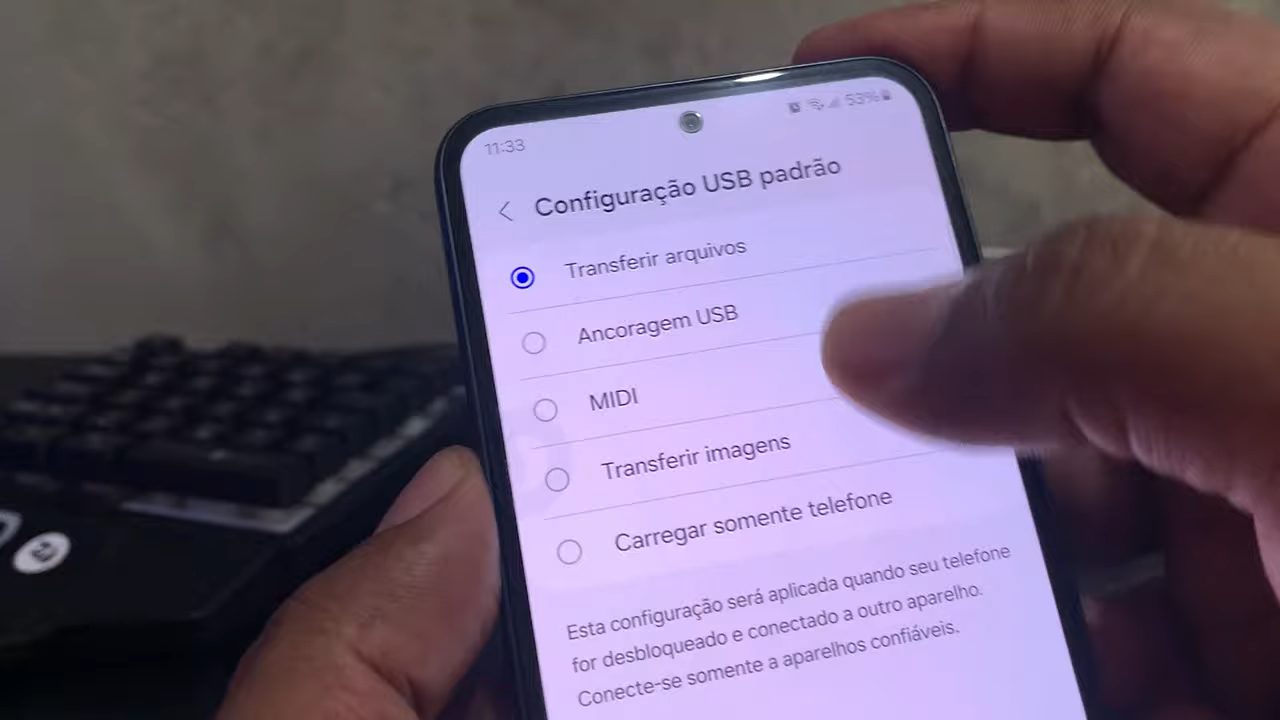 11:33
53%
Configuração USB padrão
Transferir arquivos
Ancoragem USB
MIDI
Transferir imagens
Carregar somente telefone
Esta configuração será aplicada quando seu telefone
for desbloqueado e conectado a outro aparelho.
Conecte-se somente a aparelhos confiáveis.